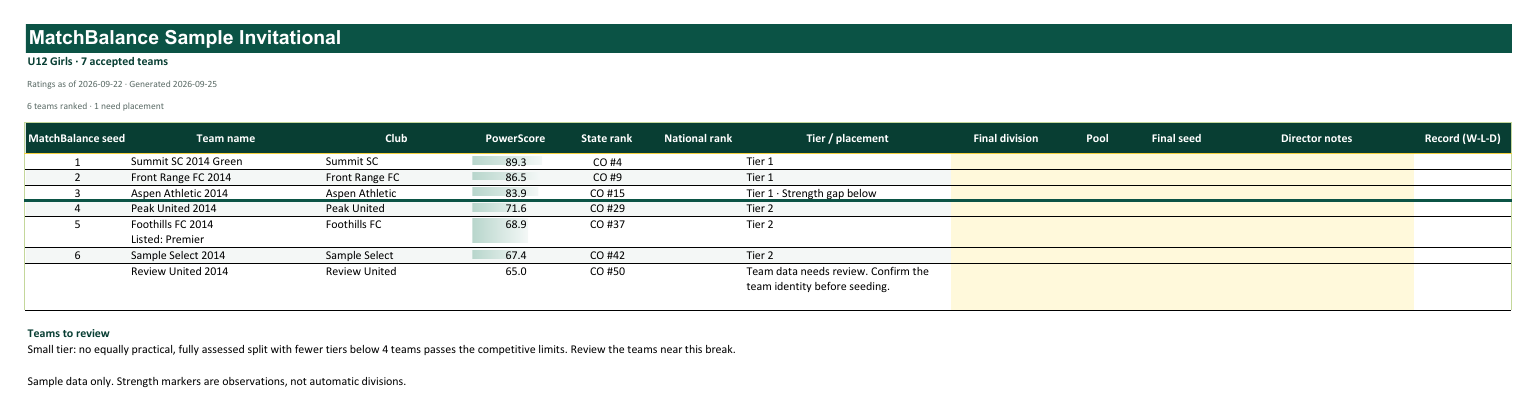 MatchBalance Sample Invitational
U12 Girls · 7 accepted teams
Ratings as of 2026-09-22 · Generated 2026-09-25
6 teams ranked · 1 need placement
MatchBalance seed Team name Club PowerScore State rank National rank Tier / placement Final division Pool Final seed Director notes Record (W-L-D)
1 Summit SC 2014 Green Summit SC 89.3 CO #4 Tier 1
2 Front Range FC 2014 Front Range FC 86.5 CO #9 Tier 1
3 Aspen Athletic 2014 Aspen Athletic 83.9 CO #15 Tier 1 · Strength gap below
4 Peak United 2014 Peak United 71.6 CO #29 Tier 2
5 Foothills FC 2014 Foothills FC 68.9 CO #37 Tier 2
Listed: Premier
6 Sample Select 2014 Sample Select 67.4 CO #42 Tier 2
Review United 2014 Review United 65.0 CO #50 Team data needs review. Confirm the
team identity before seeding.
Teams to review
Small tier: no equally practical, fully assessed split with fewer tiers below 4 teams passes the competitive limits. Review the teams near this break.
Sample data only. Strength markers are observations, not automatic divisions.